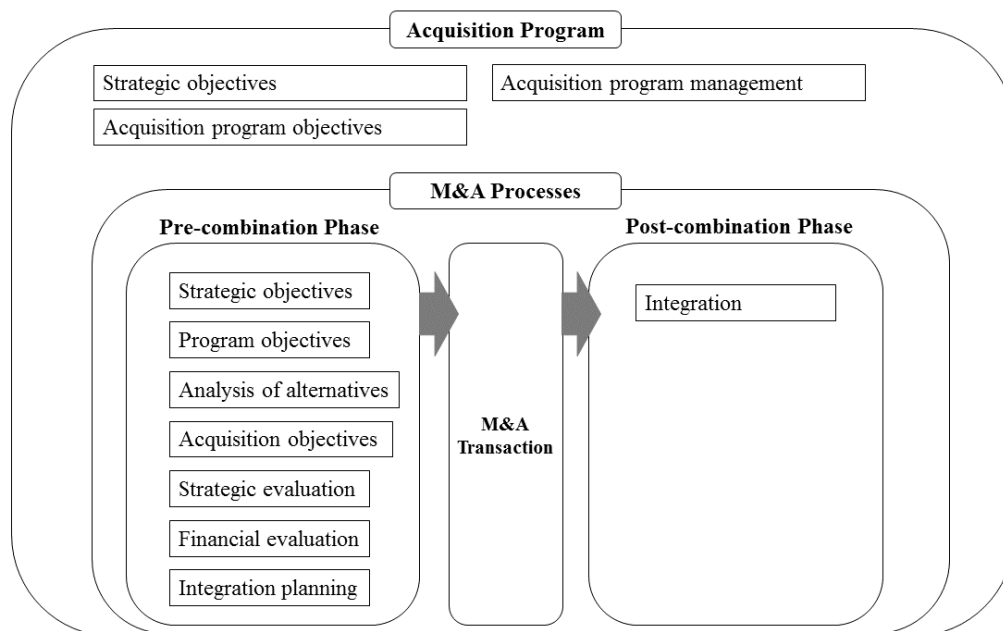 Acquisition Program
Strategic objectives
Acquisition program management
Acquisition program objectives
M&A Processes
Pre-combination Phase
Strategic objectives
Program objectives
Analysis of alternatives
Acquisition objectives
Strategic evaluation
Financial evaluation
Integration planning
M&A
Transaction
Post-combination Phase
Integration